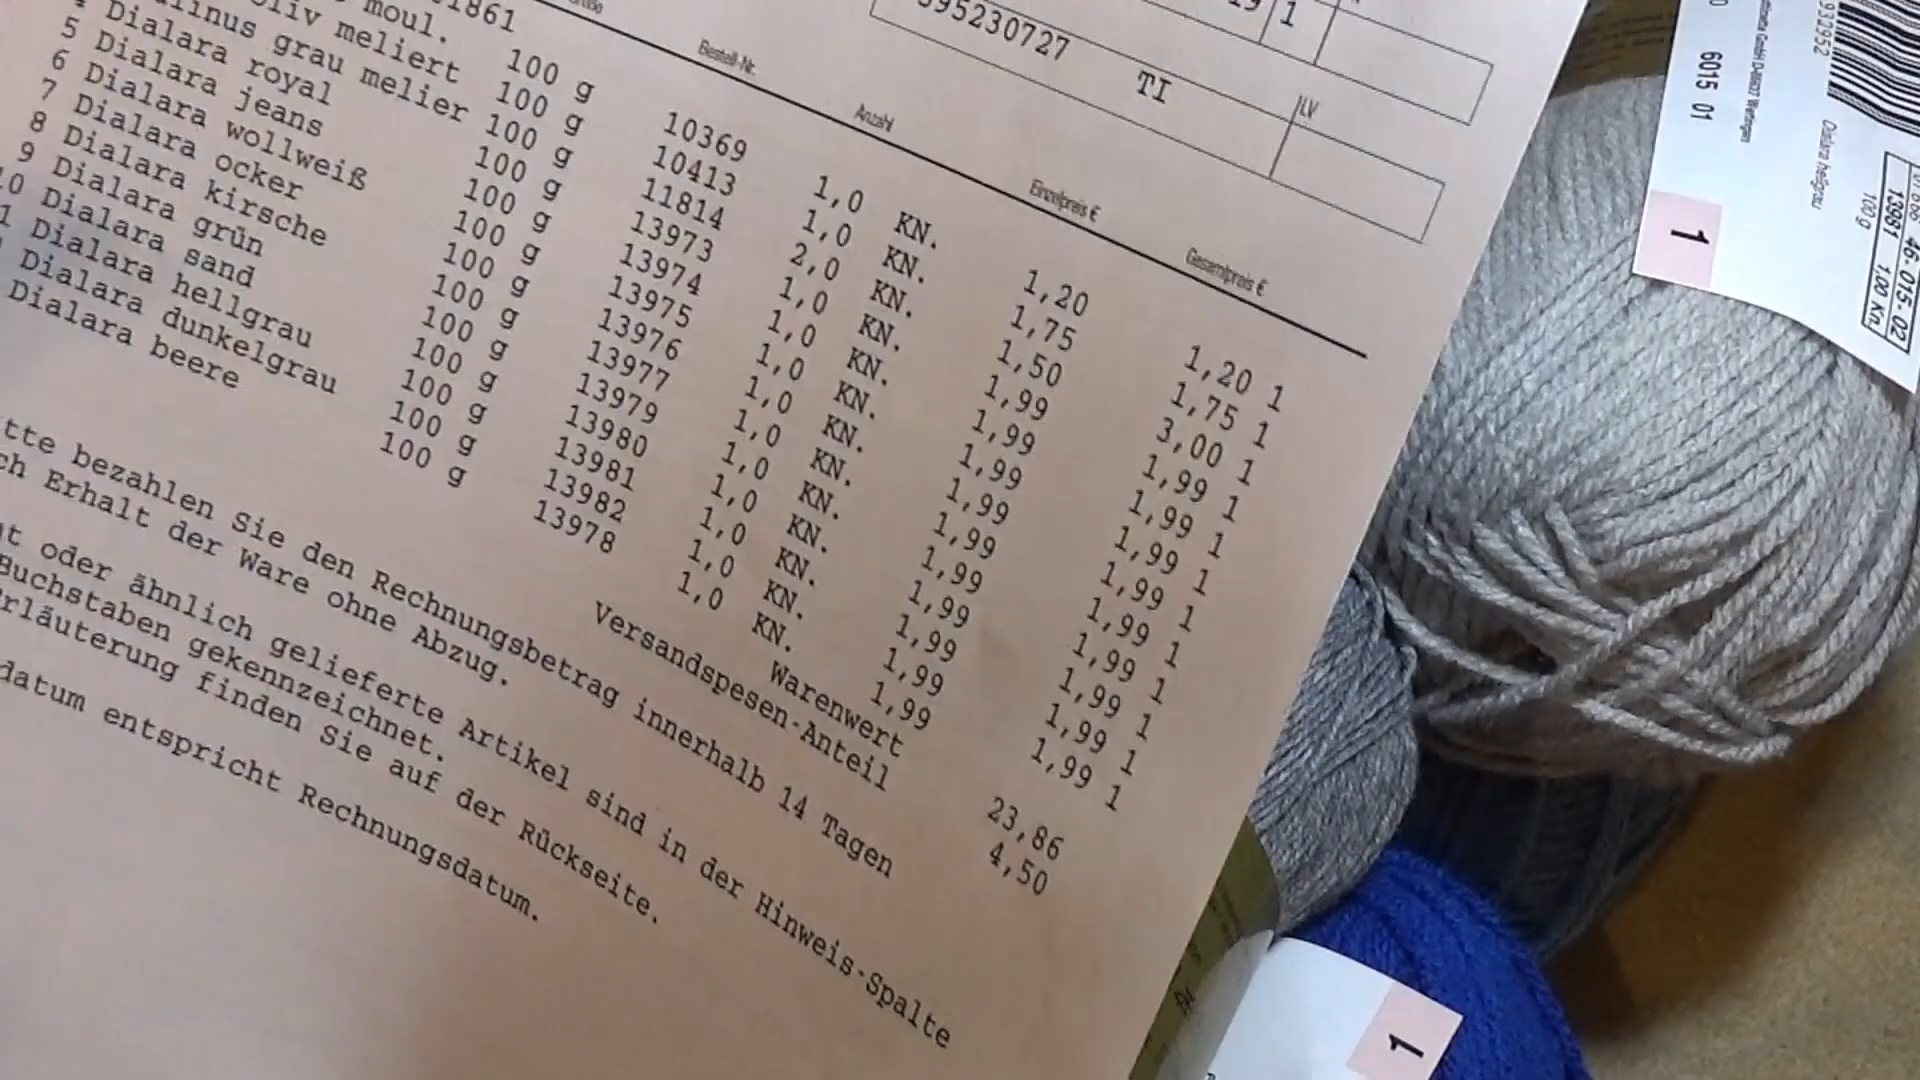 1861
moul. 100 g 10369 1,0 KN. 1,20 1,20 1
oliv meliert 100 g 10413 1,0 KN. 1,75 1,75 1
linus grau melier 100 g 11814 2,0 KN. 1,50 3,00 1
4 Dialara royal 100 g 13973 1,0 KN. 1,99 1,99 1
5 Dialara jeans 100 g 13974 1,0 KN. 1,99 1,99 1
6 Dialara wollweiß 100 g 13975 1,0 KN. 1,99 1,99 1
7 Dialara ocker 100 g 13976 1,0 KN. 1,99 1,99 1
8 Dialara kirsche 100 g 13977 1,0 KN. 1,99 1,99 1
9 Dialara grün 100 g 13979 1,0 KN. 1,99 1,99 1
10 Dialara sand 100 g 13980 1,0 KN. 1,99 1,99 1
1 Dialara hellgrau 100 g 13981 1,0 KN. 1,99 1,99 1
Dialara dunkelgrau 100 g 13982 1,0 KN. 1,99 1,99 1
Dialara beere 100 g 13978 1,0 KN. 1,99 1,99 1
Bestell-Nr. Anzahl Einzelpreis € Gesamtpreis €
395230727 TI
ILV
1
Warenwert 23,86
Versandspesen-Anteil 4,50
tte bezahlen Sie den Rechnungsbetrag innerhalb 14 Tagen
ch Erhalt der Ware ohne Abzug.
t oder ähnlich gelieferte Artikel sind in der Hinweis-Spalte
Buchstaben gekennzeichnet.
rläuterung finden Sie auf der Rückseite.
datum entspricht Rechnungsdatum.
6015 01
93952
Dialara hellgrau
46-015-02
13981 1,00 Kn.
100 g
1
1